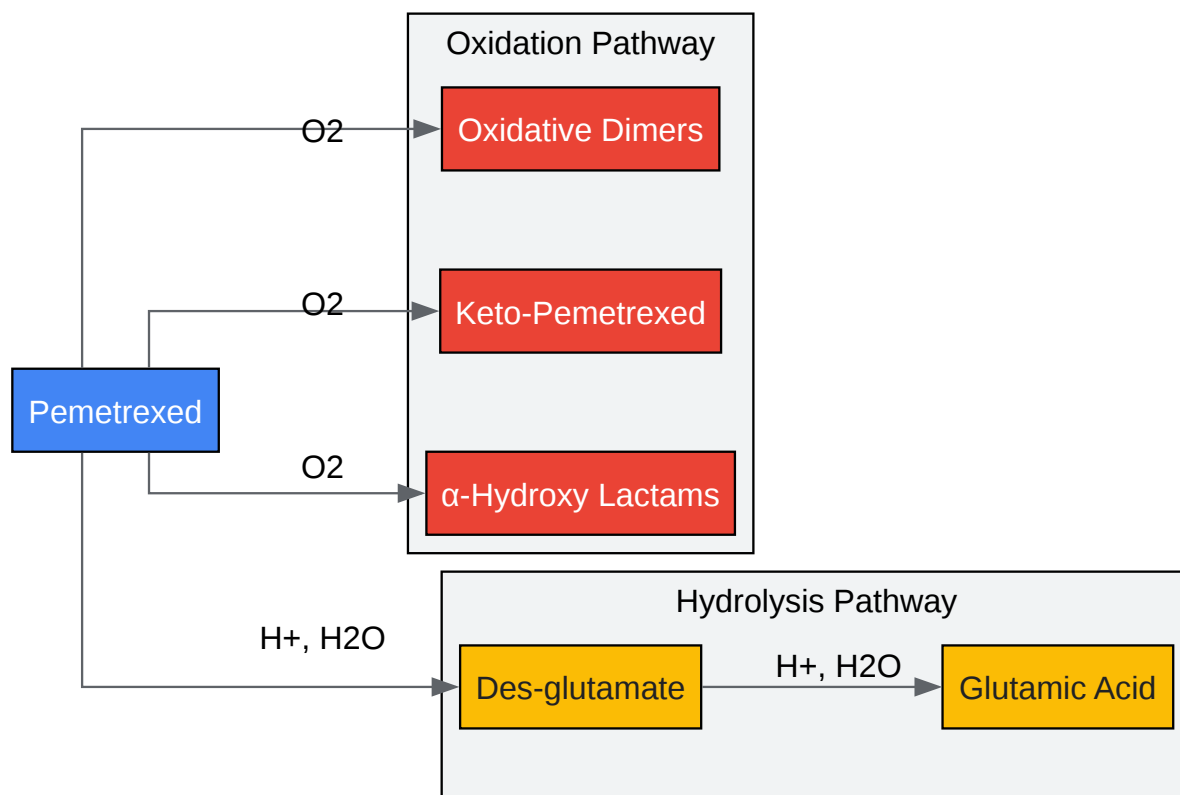 Oxidation Pathway
O2
Oxidative Dimers
O2
Keto-Pemetrexed
Pemetrexed
O2
α-Hydroxy Lactams
Hydrolysis Pathway
H+, H2O
Des-glutamate
H+, H2O
Glutamic Acid